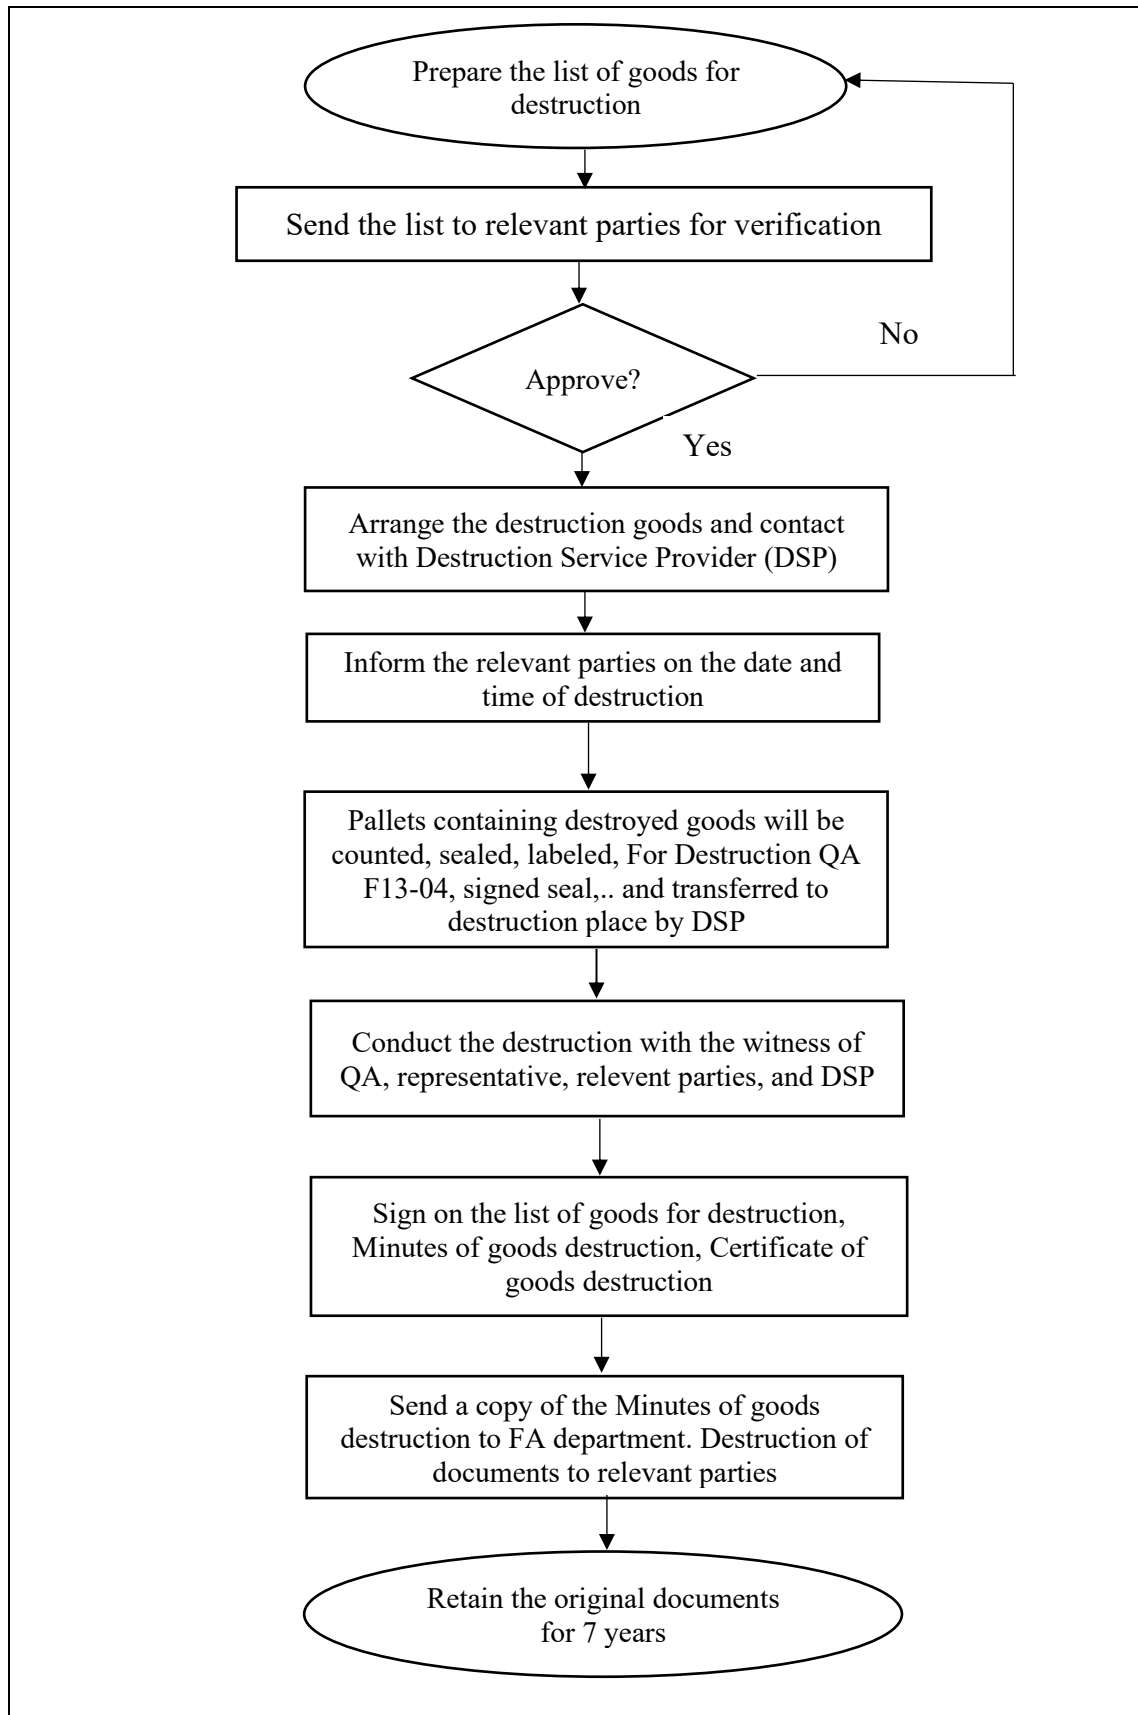 Prepare the list of goods for
destruction
Send the list to relevant parties for verification
No
Approve?
Yes
Arrange the destruction goods and contact
with Destruction Service Provider (DSP)
Inform the relevant parties on the date and
time of destruction
Pallets containing destroyed goods will be
counted, sealed, labeled, For Destruction QA
F13-04, signed seal,.. and transferred to
destruction place by DSP
Conduct the destruction with the witness of
QA, representative, relevent parties, and DSP
Sign on the list of goods for destruction,
Minutes of goods destruction, Certificate of
goods destruction
Send a copy of the Minutes of goods
destruction to FA department. Destruction of
documents to relevant parties
Retain the original documents
for 7 years